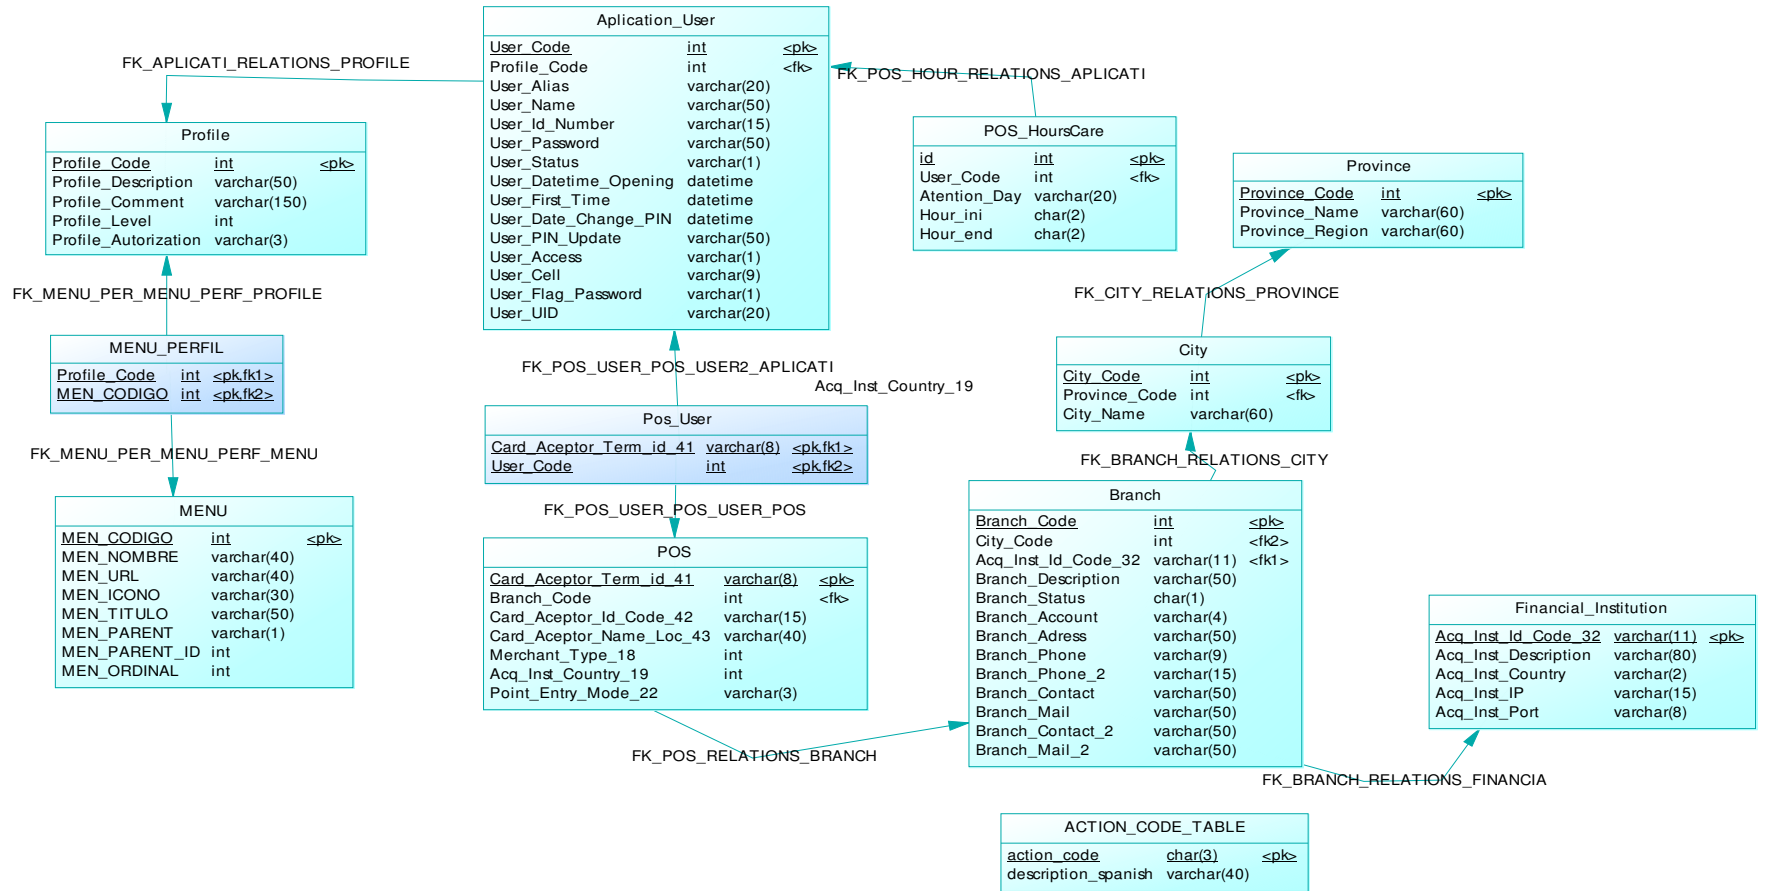 Aplication_User
User_Code int <pk>
Profile_Code int <fk>
User_Alias varchar(20)
User_Name varchar(50)
User_Id_Number varchar(15)
User_Password varchar(50)
User_Status varchar(1)
User_Datetime_Opening datetime
User_First_Time datetime
User_Date_Change_PIN datetime
User_PIN_Update varchar(50)
User_Access varchar(1)
User_Cell varchar(9)
User_Flag_Password varchar(1)
User_UID varchar(20)
FK_APLICATI_RELATIONS_PROFILE
FK_POS_HOUR_RELATIONS_APLICATI
Profile
Profile_Code int <pk>
Profile_Description varchar(50)
Profile_Comment varchar(150)
Profile_Level int
Profile_Autorization varchar(3)
POS_HoursCare
id int <pk>
User_Code int <fk>
Atention_Day varchar(20)
Hour_ini char(2)
Hour_end char(2)
Province
Province_Code int <pk>
Province_Name varchar(60)
Province_Region varchar(60)
FK_MENU_PER_MENU_PERF_PROFILE
FK_CITY_RELATIONS_PROVINCE
MENU_PERFIL
Profile_Code int <pk,fk1>
MEN_CODIGO int <pk,fk2>
FK_POS_USER_POS_USER2_APLICATI
Acq_Inst_Country_19
City
City_Code int <pk>
Province_Code int <fk>
City_Name varchar(60)
Pos_User
Card_Aceptor_Term_id_41 varchar(8) <pk,fk1>
User_Code int <pk,fk2>
FK_MENU_PER_MENU_PERF_MENU
FK_BRANCH_RELATIONS_CITY
MENU
MEN_CODIGO int <pk>
MEN_NOMBRE varchar(40)
MEN_URL varchar(40)
MEN_ICONO varchar(30)
MEN_TITULO varchar(50)
MEN_PARENT varchar(1)
MEN_PARENT_ID int
MEN_ORDINAL int
FK_POS_USER_POS_USER_POS
POS
Card_Aceptor_Term_id_41 varchar(8) <pk>
Branch_Code int <fk>
Card_Aceptor_Id_Code_42 varchar(15)
Card_Aceptor_Name_Loc_43 varchar(40)
Merchant_Type_18 int
Acq_Inst_Country_19 int
Point_Entry_Mode_22 varchar(3)
Branch
Branch_Code int <pk>
City_Code int <fk2>
Acq_Inst_Id_Code_32 varchar(11) <fk1>
Branch_Description varchar(50)
Branch_Status char(1)
Branch_Account varchar(4)
Branch_Adress varchar(50)
Branch_Phone varchar(9)
Branch_Phone_2 varchar(15)
Branch_Contact varchar(50)
Branch_Mail varchar(50)
Branch_Contact_2 varchar(50)
Branch_Mail_2 varchar(50)
Financial_Institution
Acq_Inst_Id_Code_32 varchar(11) <pk>
Acq_Inst_Description varchar(80)
Acq_Inst_Country varchar(2)
Acq_Inst_IP varchar(15)
Acq_Inst_Port varchar(8)
FK_POS_RELATIONS_BRANCH
FK_BRANCH_RELATIONS_FINANCIA
ACTION_CODE_TABLE
action_code char(3) <pk>
description_spanish varchar(40)